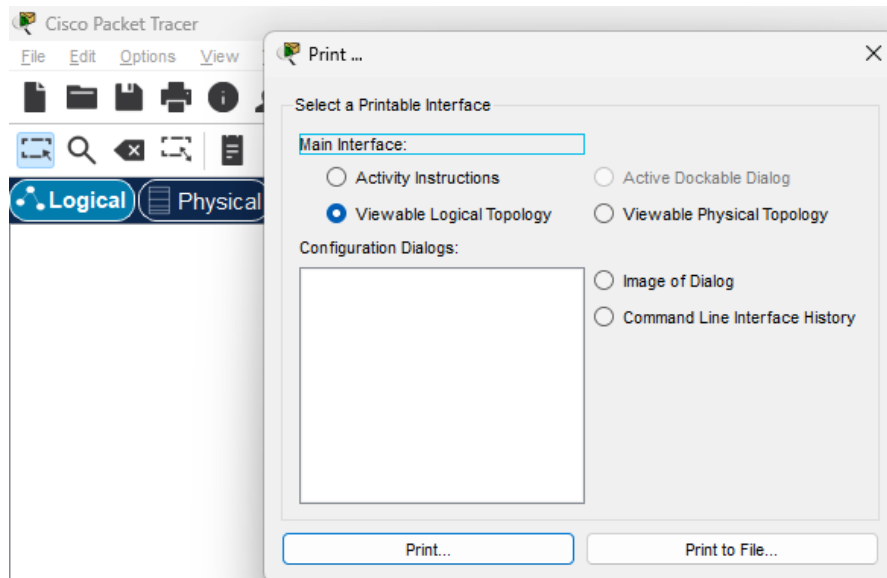 Cisco Packet Tracer
File Edit Options View
Print ...
Select a Printable Interface
Main Interface:
Activity Instructions
Active Dockable Dialog
Viewable Logical Topology
Viewable Physical Topology
Configuration Dialogs:
Image of Dialog
Command Line Interface History
Logical
Physical
Print...
Print to File...